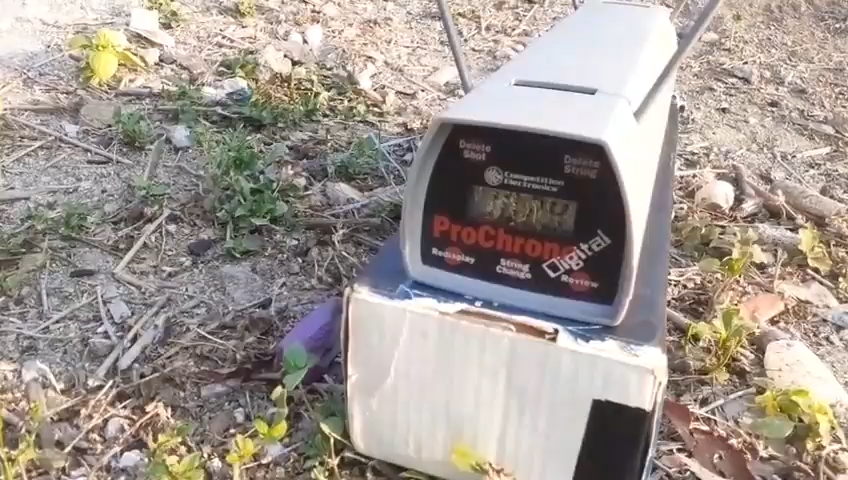 Delete
Shot
Delete
String
Competition
Electronics
ProChrono
Digital
Redisplay
String
Change
Review